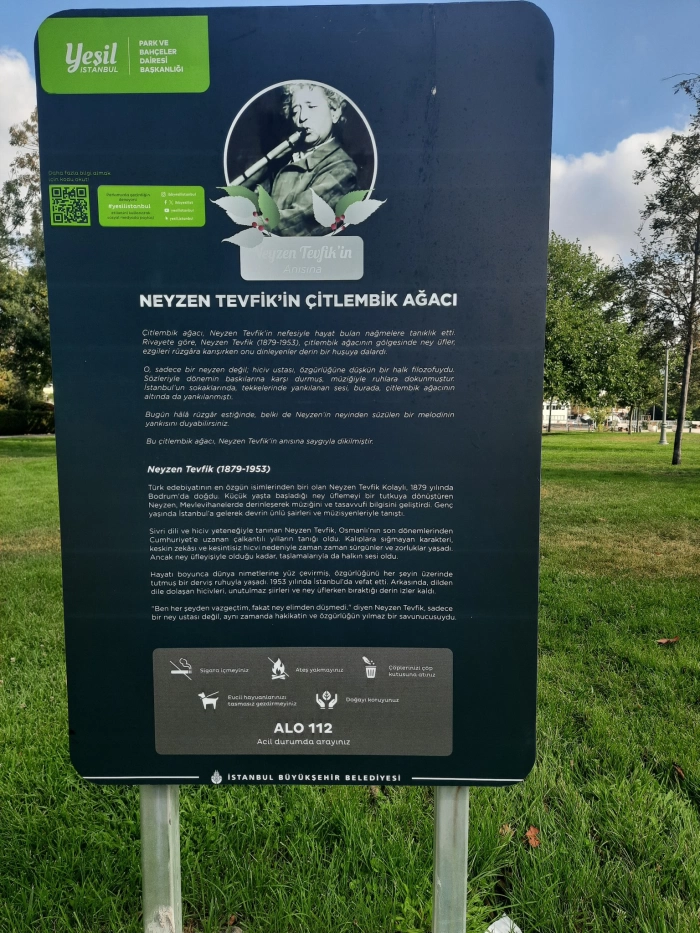 Yeşil
İSTANBUL
PARK VE
BAHÇELER
DAİRESİ
BAŞKANLIĞI
Daha fazla bilgi almak
için kodu okut!
#yesilistanbul
Neyzen Tevfik'in
Anısına
NEYZEN TEVFİK'İN ÇİTLEMBİK AĞACI
Çitlembik ağacı, Neyzen Tevfik'in nefesiyle hayat bulan nağmelere tanıklık etti.
Rivayete göre, Neyzen Tevfik (1879-1953), çitlembik ağacının gölgesinde ney üfler,
ezgileri rüzgâra karışırken onu dinleyenler derin bir huşuya dalardı.
O, sadece bir neyzen değil; hiciv ustası, özgürlüğüne düşkün bir halk filozofuydu.
Sözleriyle dönemin baskılarına karşı durmuş, müziğiyle ruhlara dokunmuştur.
İstanbul'un sokaklarında, tekkelerinde yankılanan sesi, burada, çitlembik ağacının
altında da yankılanmıştı.
Bugün hâlâ rüzgâr estiğinde, belki de Neyzen'in neyinden süzülen bir melodinin
yankısını duyabilirsiniz.
Bu çitlembik ağacı, Neyzen Tevfik'in anısına saygıyla dikilmiştir.
Neyzen Tevfik (1879-1953)
Türk edebiyatının en özgün isimlerinden biri olan Neyzen Tevfik Kolaylı, 1879 yılında
Bodrum'da doğdu. Küçük yaşta başladığı ney üflemeyi bir tutkuya dönüştüren
Neyzen, Mevlevihanelerde derinleşerek müziğini ve tasavvufi bilgisini geliştirdi. Genç
yaşında İstanbul'a gelerek devrin ünlü şairleri ve müzisyenleriyle tanıştı.
Sivri dili ve hiciv yeteneğiyle tanınan Neyzen Tevfik, Osmanlı'nın son dönemlerinden
Cumhuriyet'e uzanan çalkantılı yılların tanığı oldu. Kalıplara sığmayan karakteri,
keskin zekâsı ve kesintisiz hicvi nedeniyle zaman zaman sürgünler ve zorluklar yaşadı.
Ancak ney üfleyişiyle olduğu kadar, taşlamalarıyla da halkın sesi oldu.
Hayatı boyunca dünya nimetlerine yüz çevirmiş, özgürlüğünü her şeyin üzerinde
tutmuş bir derviş ruhuyla yaşadı. 1953 yılında İstanbul'da vefat etti. Arkasında, dilden
dile dolaşan hicivleri, unutulmaz şiirleri ve ney üflerken bıraktığı derin izler kaldı.
"Ben her şeyden vazgeçtim, fakat ney elimden düşmedi." diyen Neyzen Tevfik, sadece
bir ney ustası değil, aynı zamanda hakikatin ve özgürlüğün yılmaz bir savunucusuydu.
Sigara içmeyiniz
Ateş yakmayınız
Çöplerinizi çöp
kutusuna atınız
Evcil hayvanlarınızı
tasmasız gezdirmeyiniz
Doğayı koruyunuz
ALO 112
Acil durumda arayınız
İSTANBUL BÜYÜKŞEHİR BELEDİYESİ